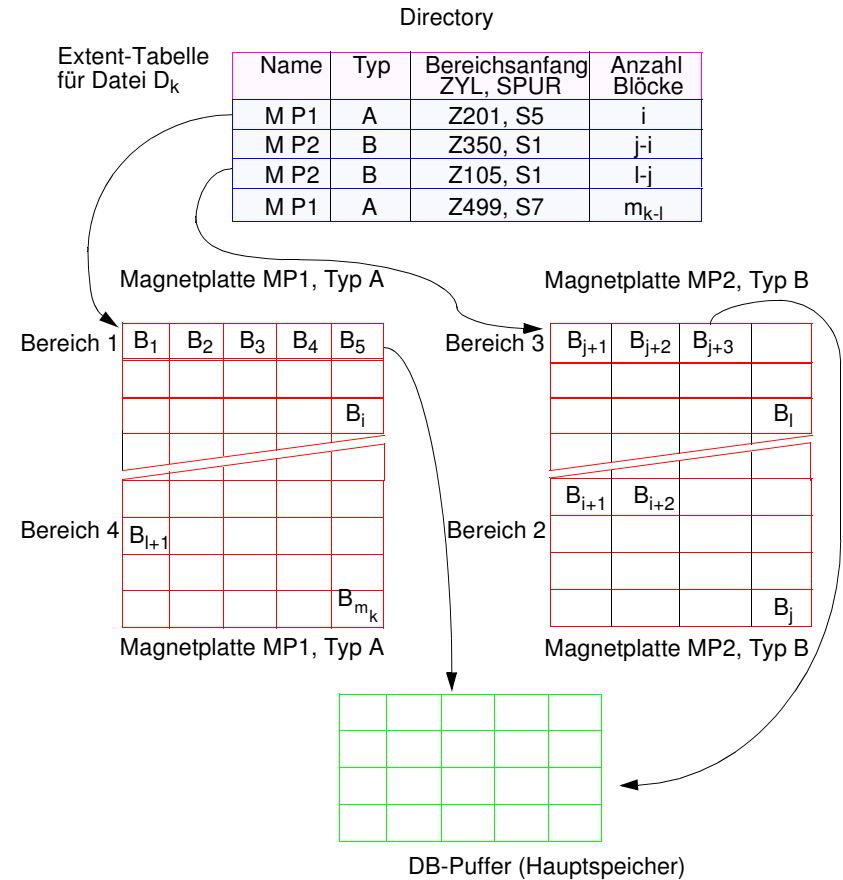 Directory
Extent-Tabelle
für Datei Dk
Name Typ Bereichsanfang Anzahl
ZYL, SPUR Blöcke
M P1 A Z201, S5 i
M P2 B Z350, S1 j-i
M P2 B Z105, S1 l-j
M P1 A Z499, S7 mk-l
Magnetplatte MP1, Typ A
Magnetplatte MP2, Typ B
Bereich 1 B1 B2 B3 B4 B5
Bi
Bereich 4 Bl+1
Bmk
Magnetplatte MP1, Typ A
Bereich 3 Bj+1 Bj+2 Bj+3
Bl
Bi+1 Bi+2
Bereich 2
Bj
Magnetplatte MP2, Typ B
DB-Puffer (Hauptspeicher)